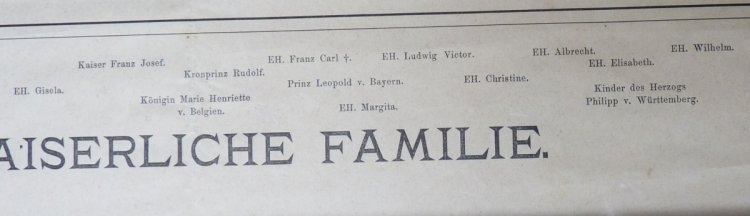 Kaiser Franz Josef.
EH. Franz Carl †.
EH. Ludwig Victor.
EH. Albrecht.
EH. Wilhelm.
Kronprinz Rudolf.
EH. Elisabeth.
EH. Gisela.
Prinz Leopold v. Bayern.
EH. Christine.
Königin Marie Henriette
v. Belgien.
EH. Margita.
Kinder des Herzogs
Philipp v. Württemberg.
AISERLICHE FAMILIE.